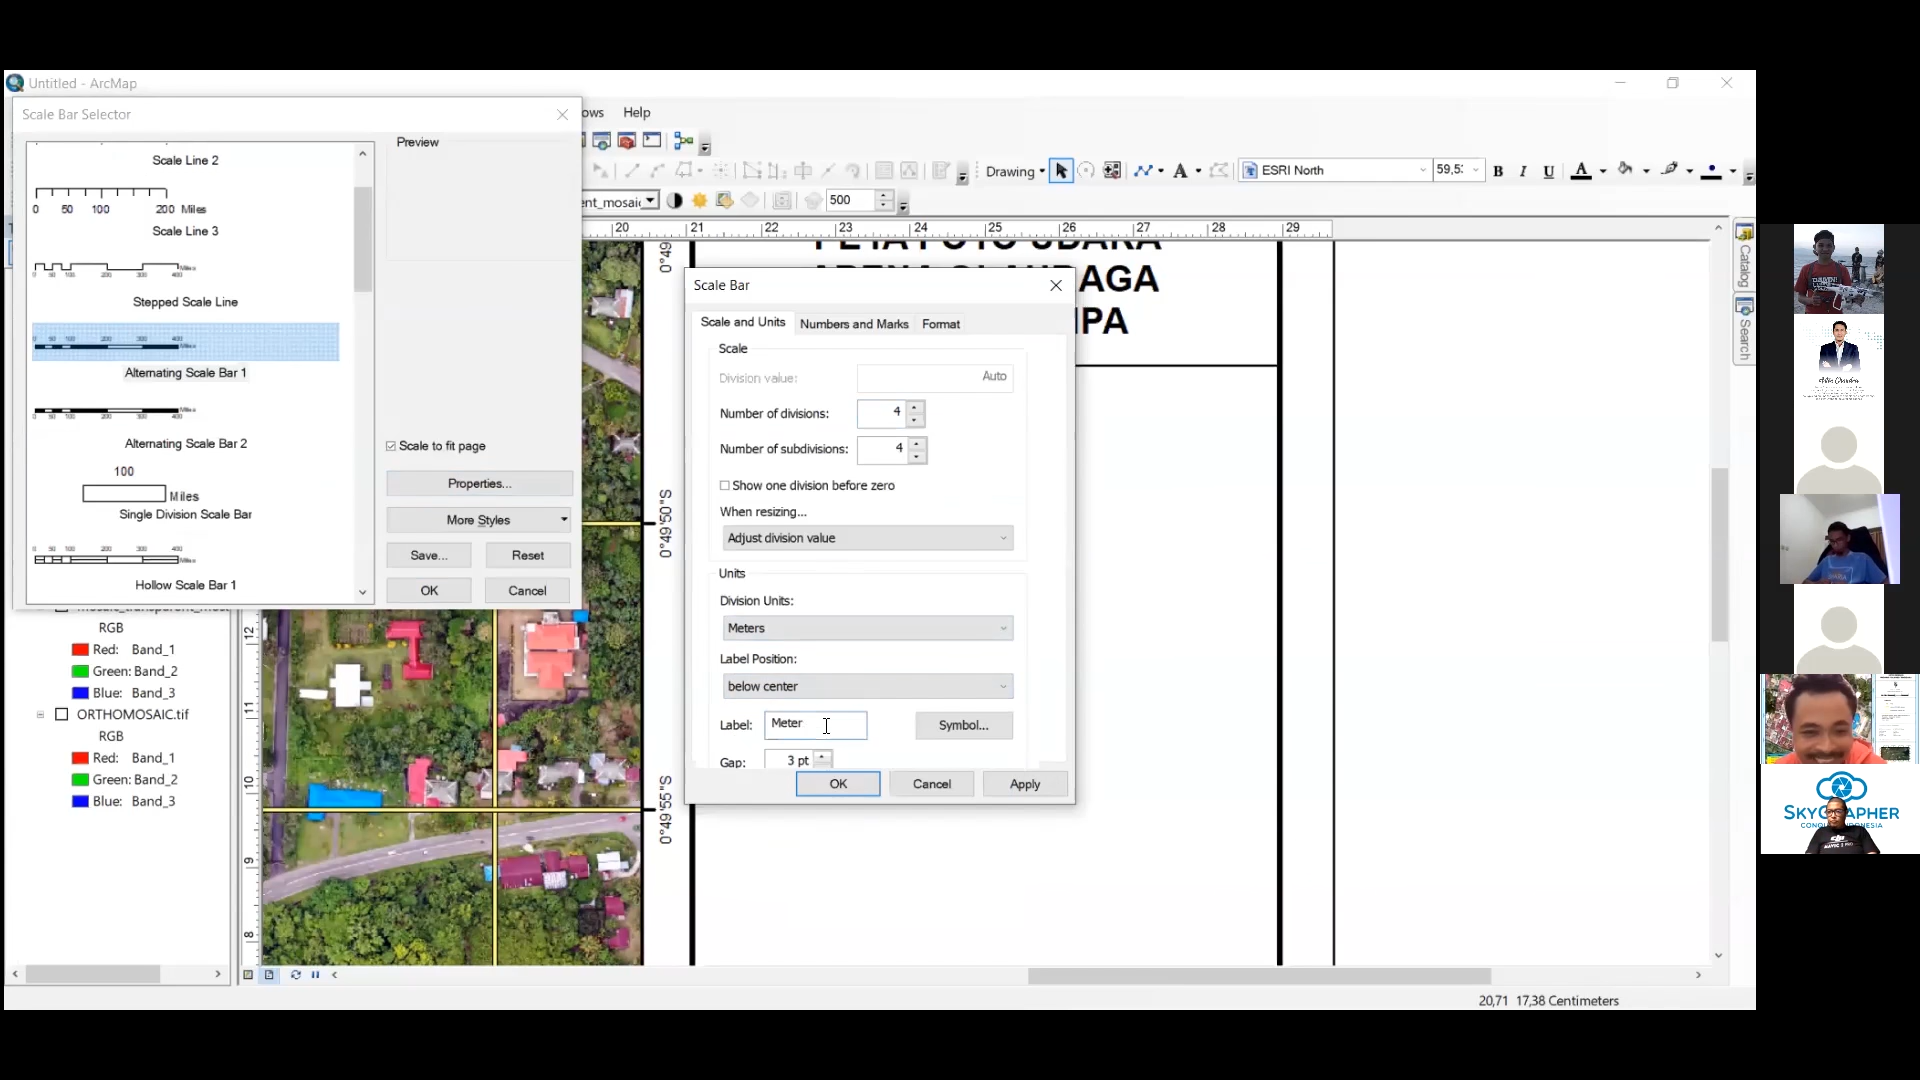 Untitled - ArcMap
Scale Bar Selector
Scale Line 2
0 50 100 200 Miles
Scale Line 3
Stepped Scale Line
Alternating Scale Bar 1
Alternating Scale Bar 2
100
Miles
Single Division Scale Bar
Hollow Scale Bar 1
Preview
Scale to fit page
Properties...
More Styles
Save...
Reset
OK
Cancel
ows Help
Drawing
A
ESRI North
59,5:
B I U A
500
20 21 22 23 24 25 26 27 28 29
Catalog
Search
AGA
IPA
Scale Bar
Scale and Units
Numbers and Marks
Format
Scale
Division value:
Auto
Number of divisions:
4
Number of subdivisions:
4
Show one division before zero
When resizing...
Adjust division value
Units
Division Units:
Meters
Label Position:
below center
Label:
Meter
Symbol...
Gap:
3 pt
OK
Cancel
Apply
RGB
Red: Band_1
Green: Band_2
Blue: Band_3
ORTHOMOSAIC.tif
RGB
Red: Band_1
Green: Band_2
Blue: Band_3
12
11
10
9
8
0°49'50"S
0°49'55"S
20,71 17,38 Centimeters